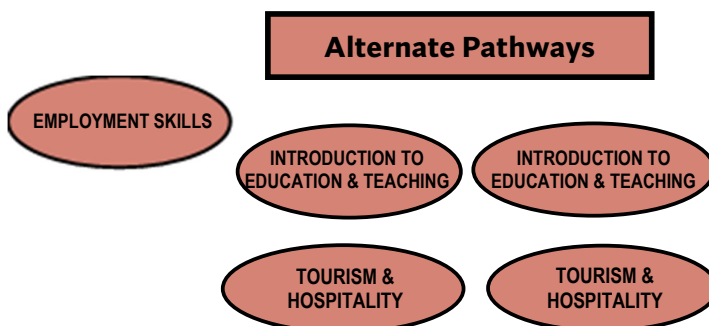 Alternate Pathways
EMPLOYMENT SKILLS
INTRODUCTION TO
EDUCATION & TEACHING
INTRODUCTION TO
EDUCATION & TEACHING
TOURISM &
HOSPITALITY
TOURISM &
HOSPITALITY